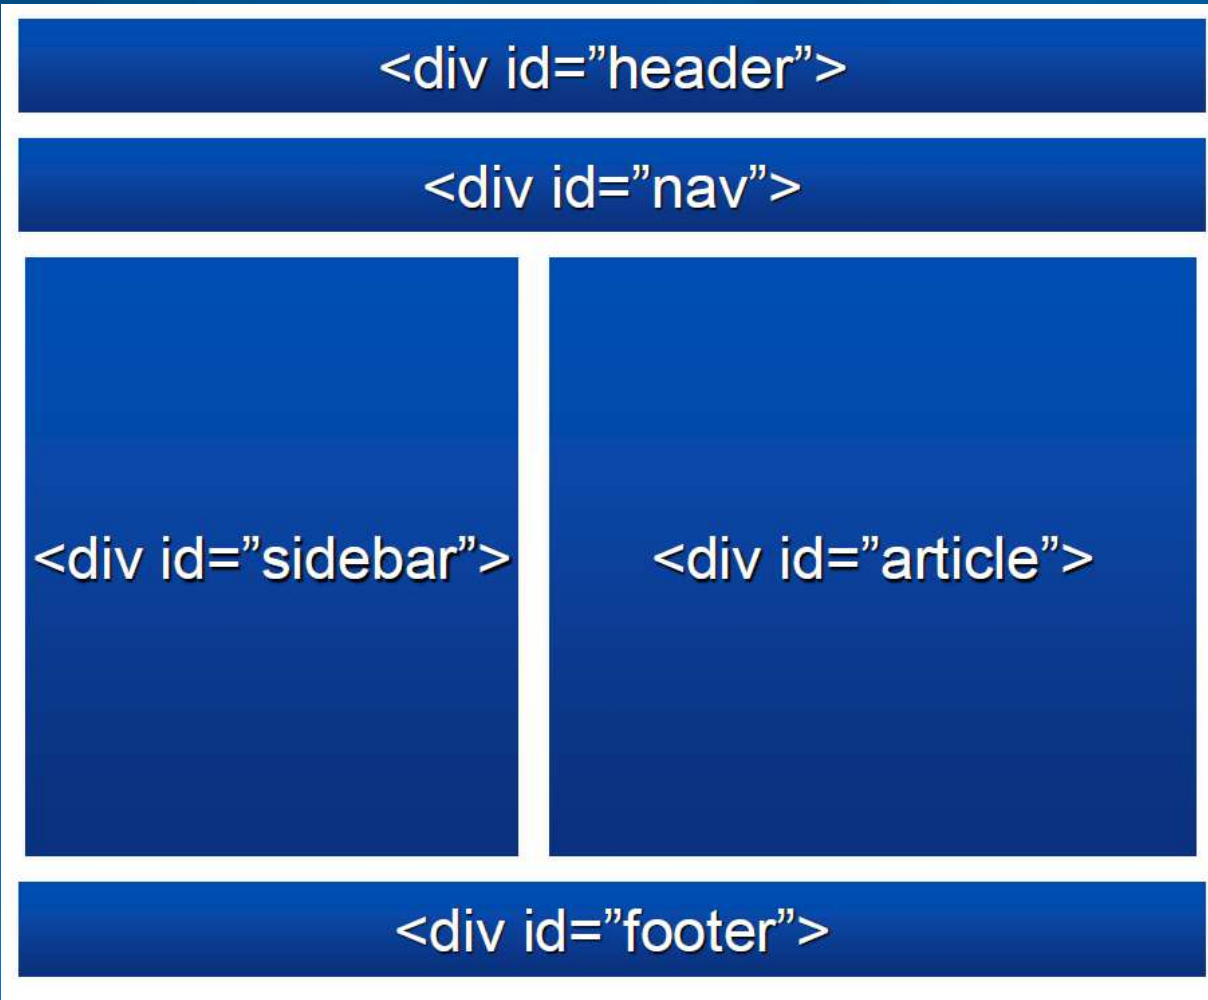 <div id=”header”>
<div id=”nav”>
<div id=”sidebar”>
<div id=”article”>
<div id=”footer”>